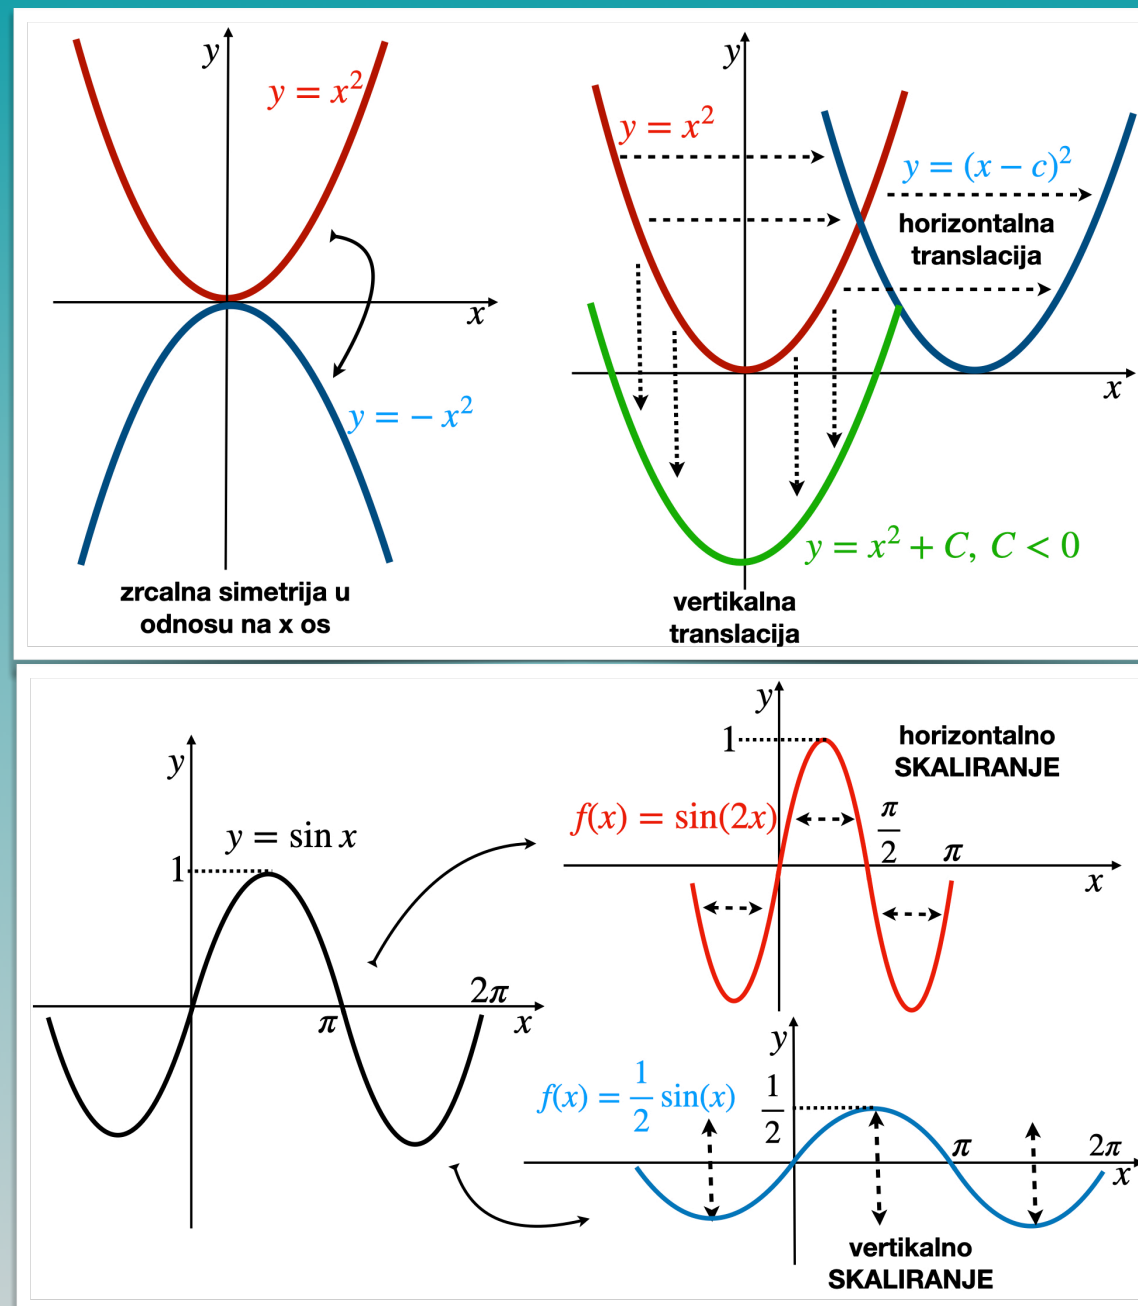 y
y = x²
x
y = − x²
zrcalna simetrija u
odnosu na x os
y
y = x²
y = (x − c)²
horizontalna
translacija
x
y = x² + C, C < 0
vertikalna
translacija
y
y = sin x
1
2π
π
x
y
1
horizontalno
SKALIRANJE
f(x) = sin(2x)
π/2
π
x
y
f(x) = 1/2 sin(x)
1/2
π
2π
x
vertikalno
SKALIRANJE